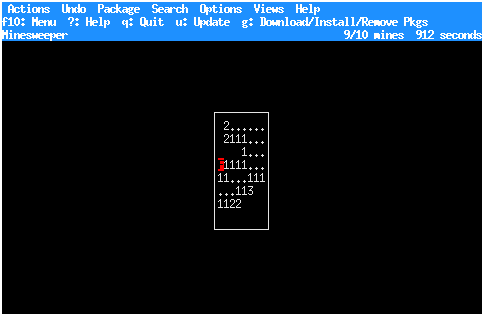 Actions  Undo  Package  Search  Options  Views  Help
f10: Menu  ?: Help  q: Quit  u: Update  g: Download/Install/Remove Pkgs
Minesweeper                                        9/10 mines  912 seconds
 2......
 2111...
    1...
 1111...
11...111
...113
1122